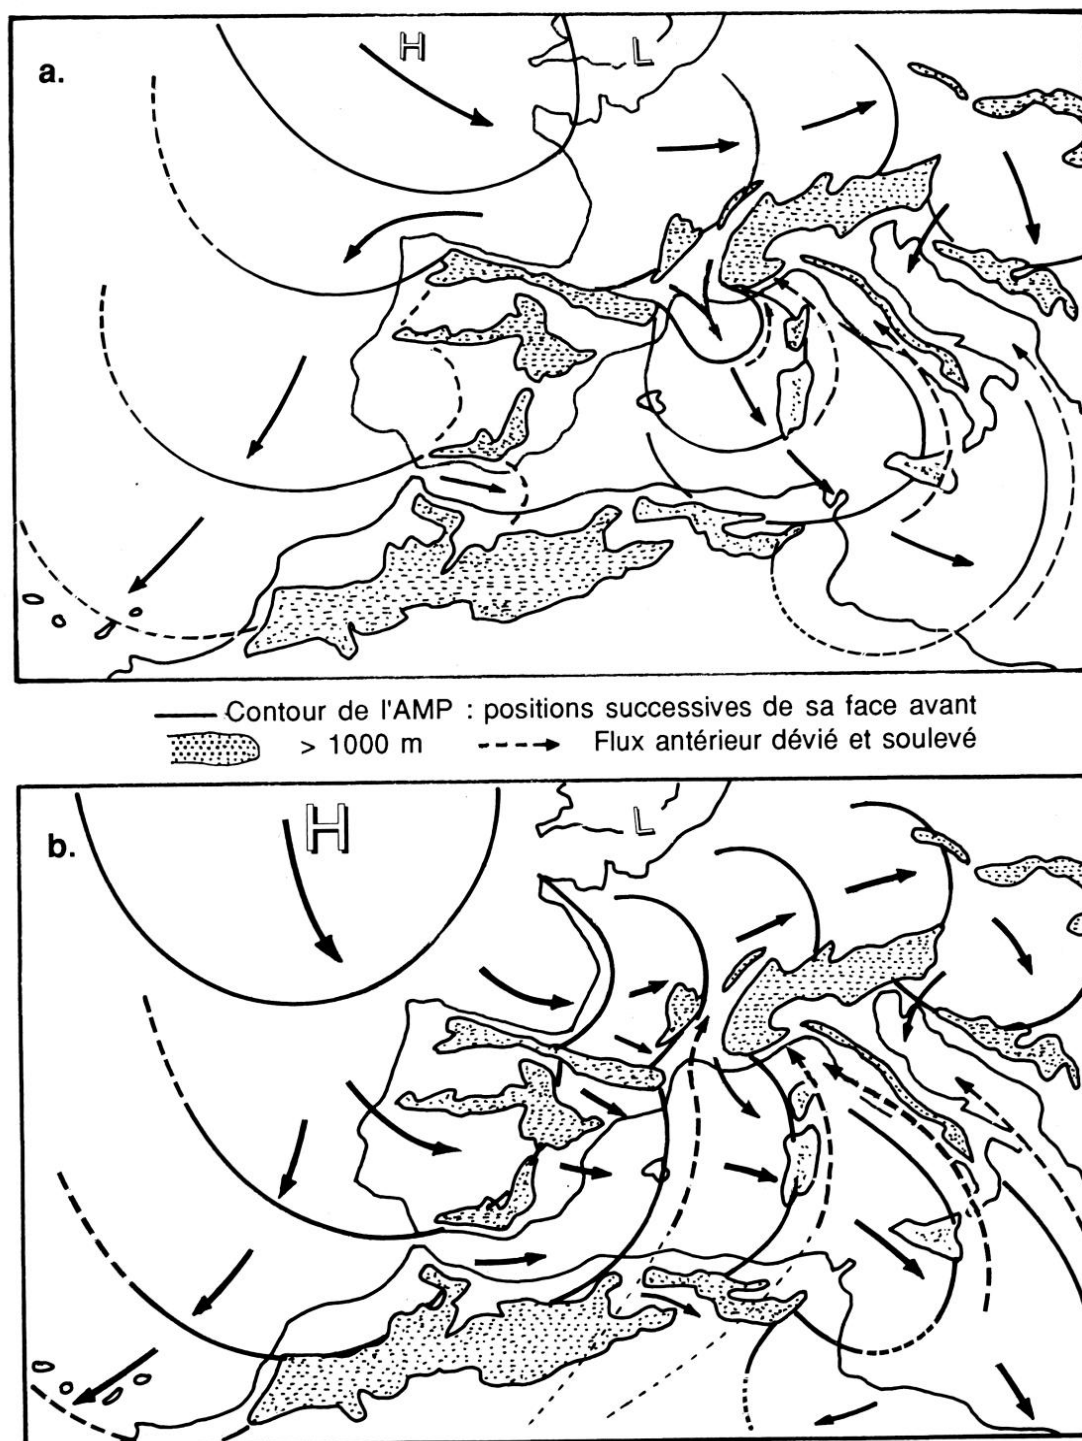 H
L
a.
Contour de l'AMP : positions successives de sa face avant
> 1000 m Flux antérieur dévié et soulevé
H
L
b.